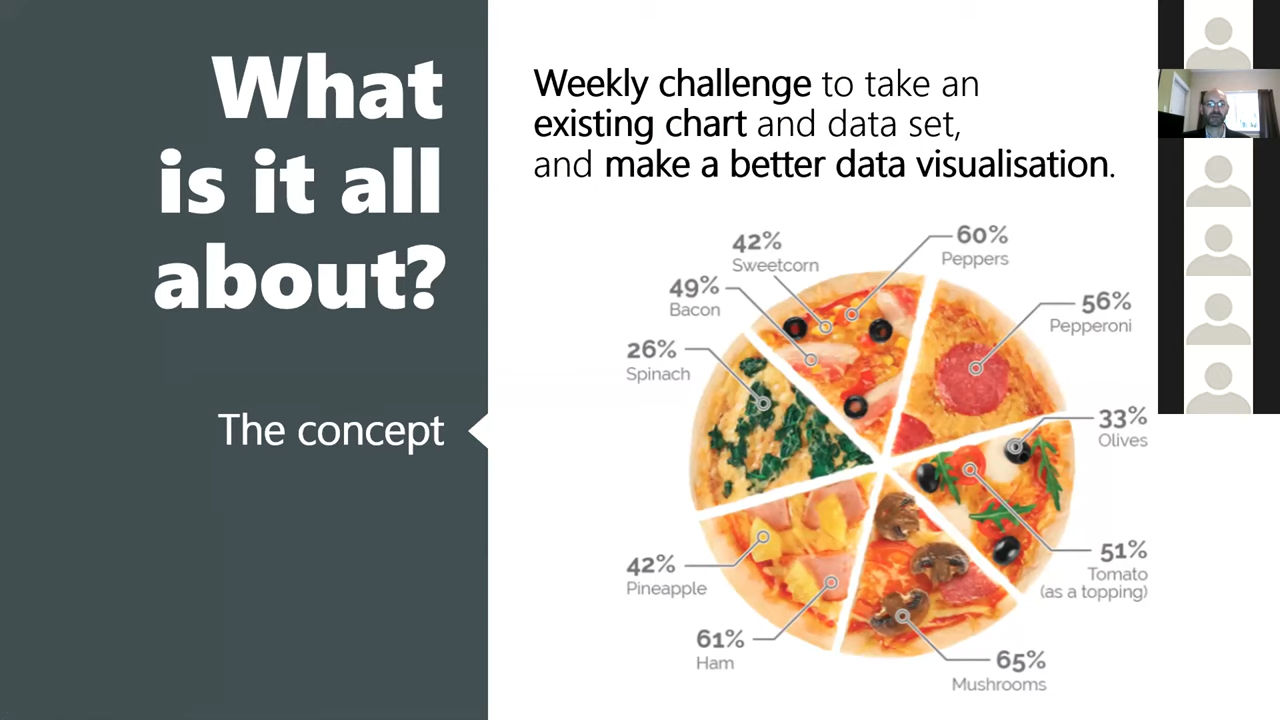 What
is it all
about?
The concept
Weekly challenge to take an
existing chart and data set,
and make a better data visualisation.
42%
Sweetcorn
60%
Peppers
49%
Bacon
56%
Pepperoni
26%
Spinach
33%
Olives
42%
Pineapple
51%
Tomato
(as a topping)
61%
Ham
65%
Mushrooms